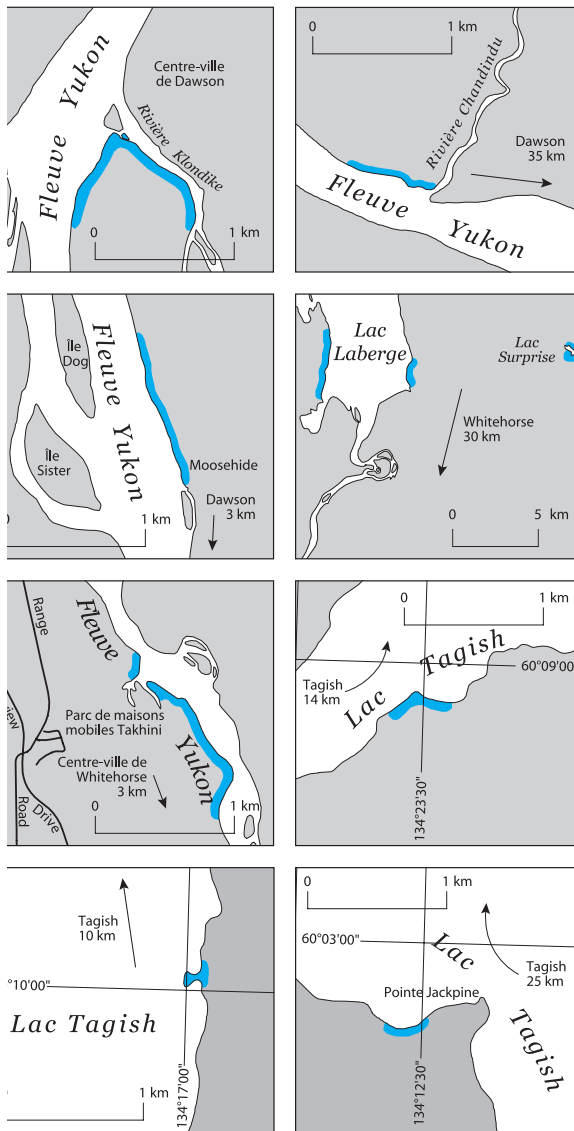 Centre-ville
de Dawson
Fleuve Yukon
Rivière Klondike
0 1 km
0 1 km
Rivière Chandindu
Dawson
35 km
Fleuve Yukon
Île
Dog
Fleuve Yukon
Île
Sister
Moosehide
1 km
Dawson
3 km
Lac
Laberge
Lac
Surprise
Whitehorse
30 km
0 5 km
Range
Fleuve
Parc de maisons
mobiles Takhini
Yukon
Centre-ville de
Whitehorse
3 km
0 1 km
view
Road
Drive
0 1 km
Lac Tagish
60°09'00"
Tagish
14 km
134°23'30"
Tagish
10 km
°10'00"
Lac Tagish
134°17'00"
1 km
0 1 km
60°03'00"
Lac
Tagish
25 km
Pointe Jackpine
Tagish
134°12'30"